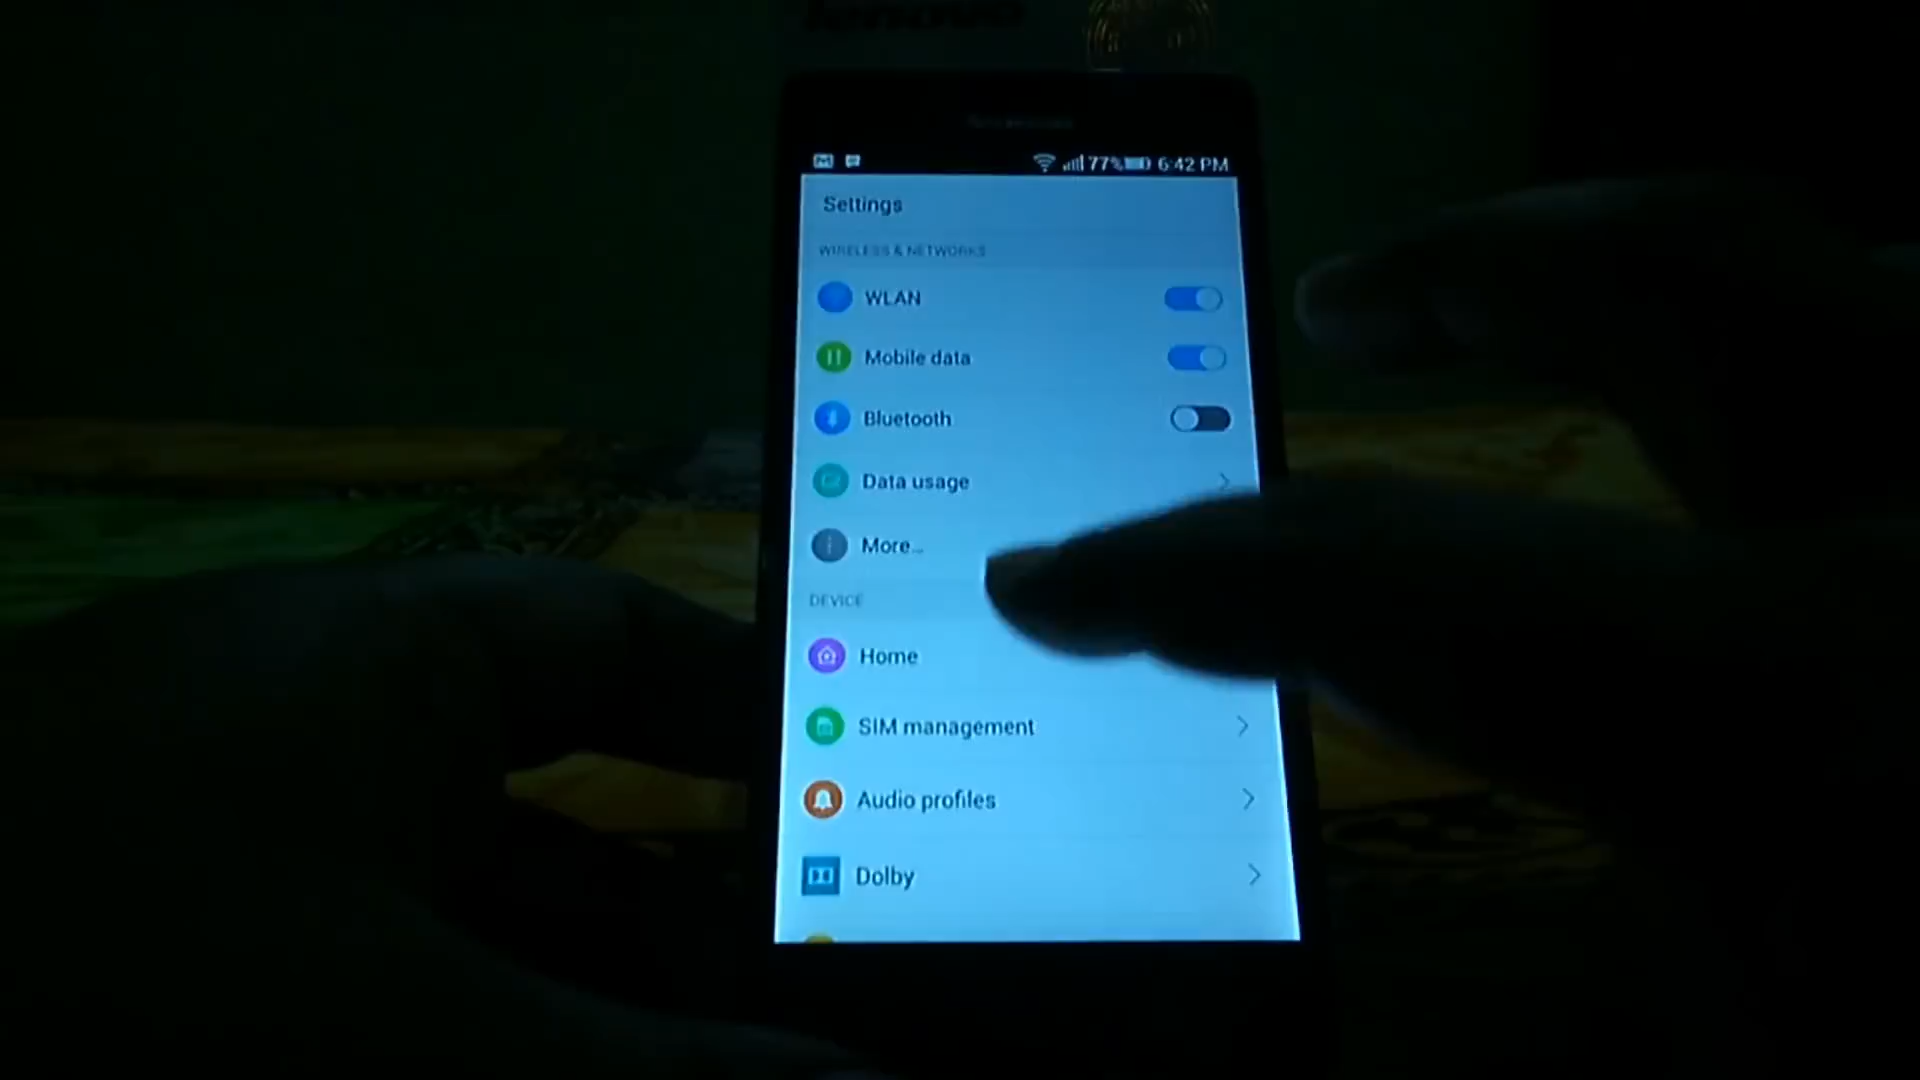 lenovo
77% 6:42 PM
Settings
WIRELESS & NETWORKS
WLAN
Mobile data
Bluetooth
Data usage
More...
DEVICE
Home
SIM management
Audio profiles
Dolby